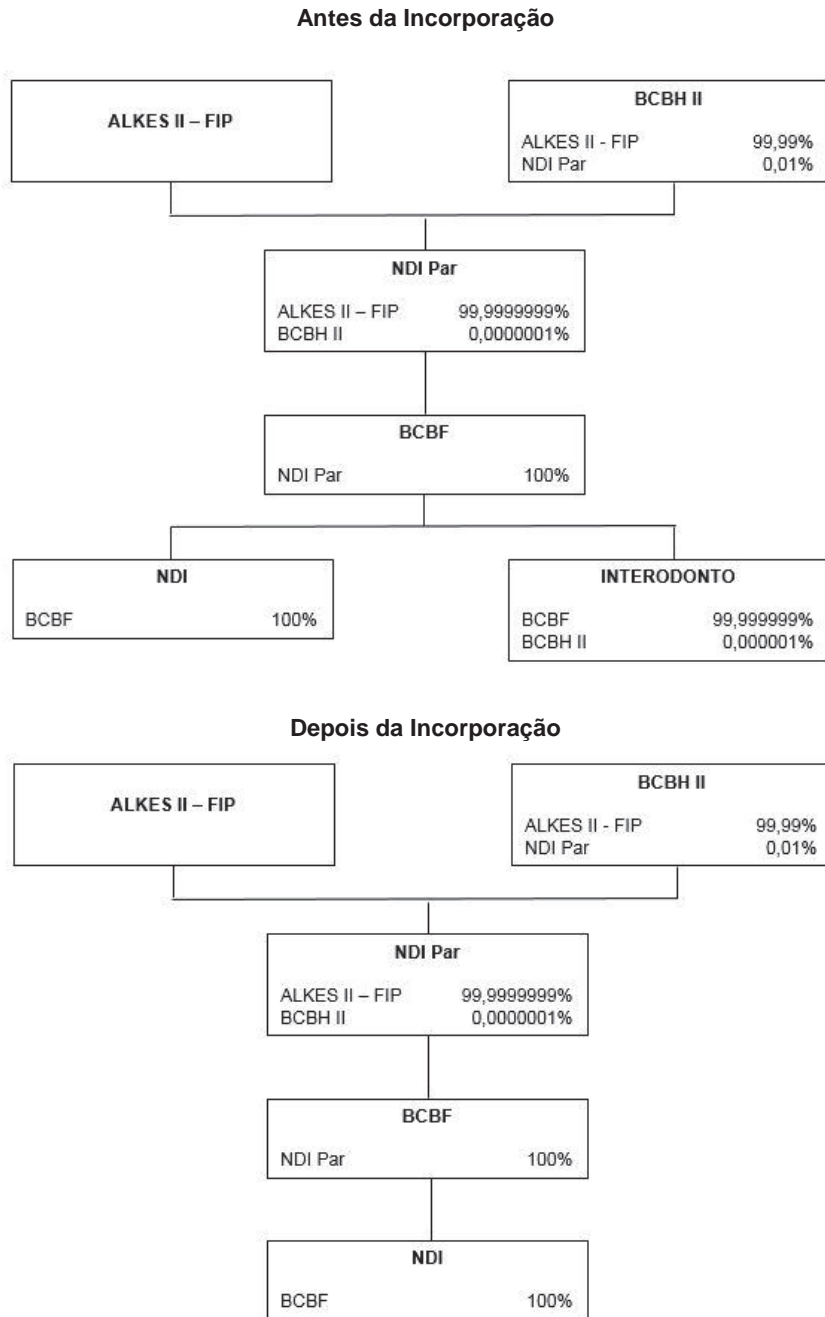 Antes da Incorporação
ALKES II – FIP
BCBH II
ALKES II - FIP 99,99%
NDI Par 0,01%
NDI Par
ALKES II – FIP 99,9999999%
BCBH II 0,0000001%
BCBF
NDI Par 100%
NDI
BCBF 100%
INTERODONTO
BCBF 99,999999%
BCBH II 0,000001%
Depois da Incorporação
ALKES II – FIP
BCBH II
ALKES II - FIP 99,99%
NDI Par 0,01%
NDI Par
ALKES II – FIP 99,9999999%
BCBH II 0,0000001%
BCBF
NDI Par 100%
NDI
BCBF 100%